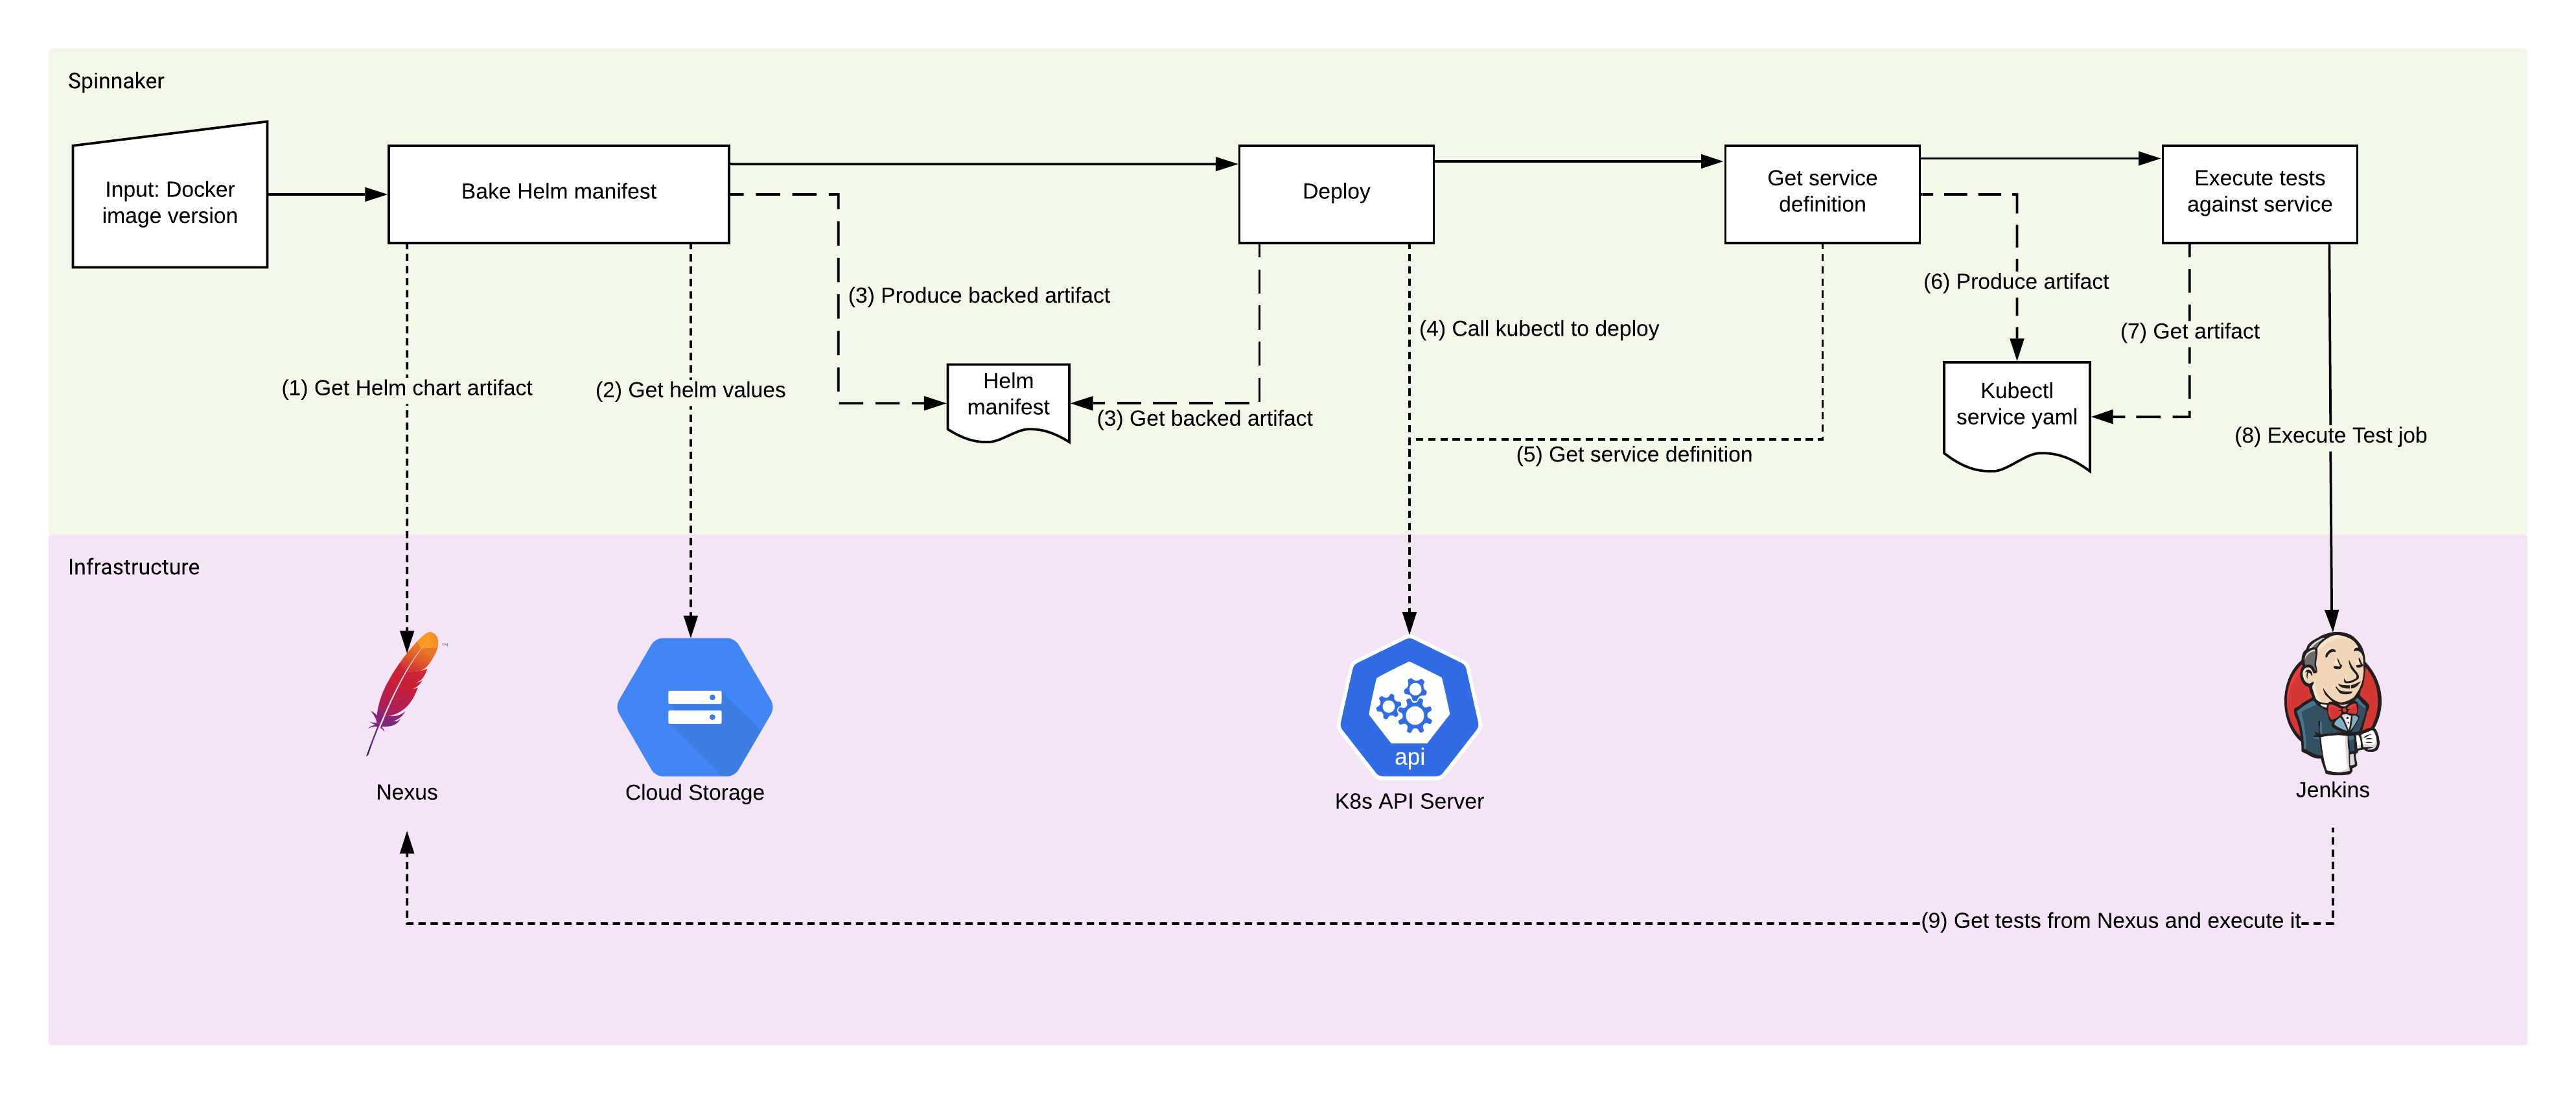 Spinnaker
Input: Docker
image version
Bake Helm manifest
Deploy
Get service
definition
Execute tests
against service
(3) Produce backed artifact
(6) Produce artifact
(4) Call kubectl to deploy
(7) Get artifact
(1) Get Helm chart artifact
(2) Get helm values
Helm
manifest
(3) Get backed artifact
Kubectl
service yaml
(8) Execute Test job
(5) Get service definition
Infrastructure
api
Nexus
Cloud Storage
K8s API Server
Jenkins
(9) Get tests from Nexus and execute it